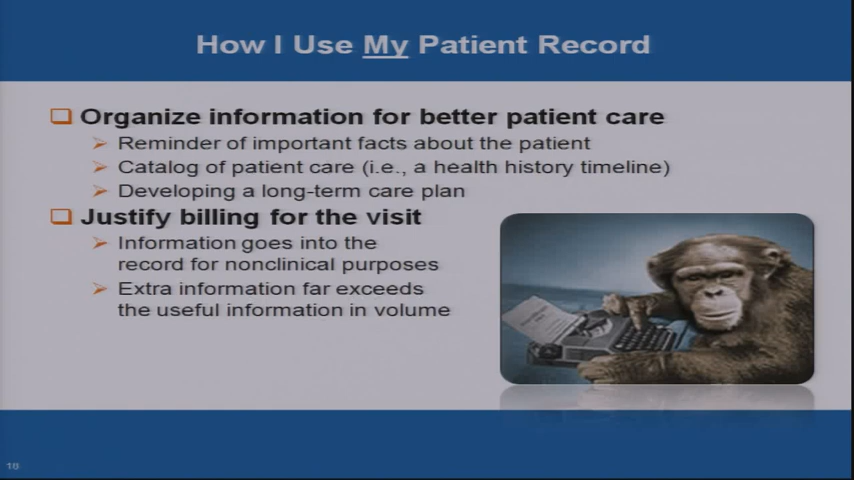 How I Use My Patient Record
Organize information for better patient care
Reminder of important facts about the patient
Catalog of patient care (i.e., a health history timeline)
Developing a long-term care plan
Justify billing for the visit
Information goes into the
record for nonclinical purposes
Extra information far exceeds
the useful information in volume